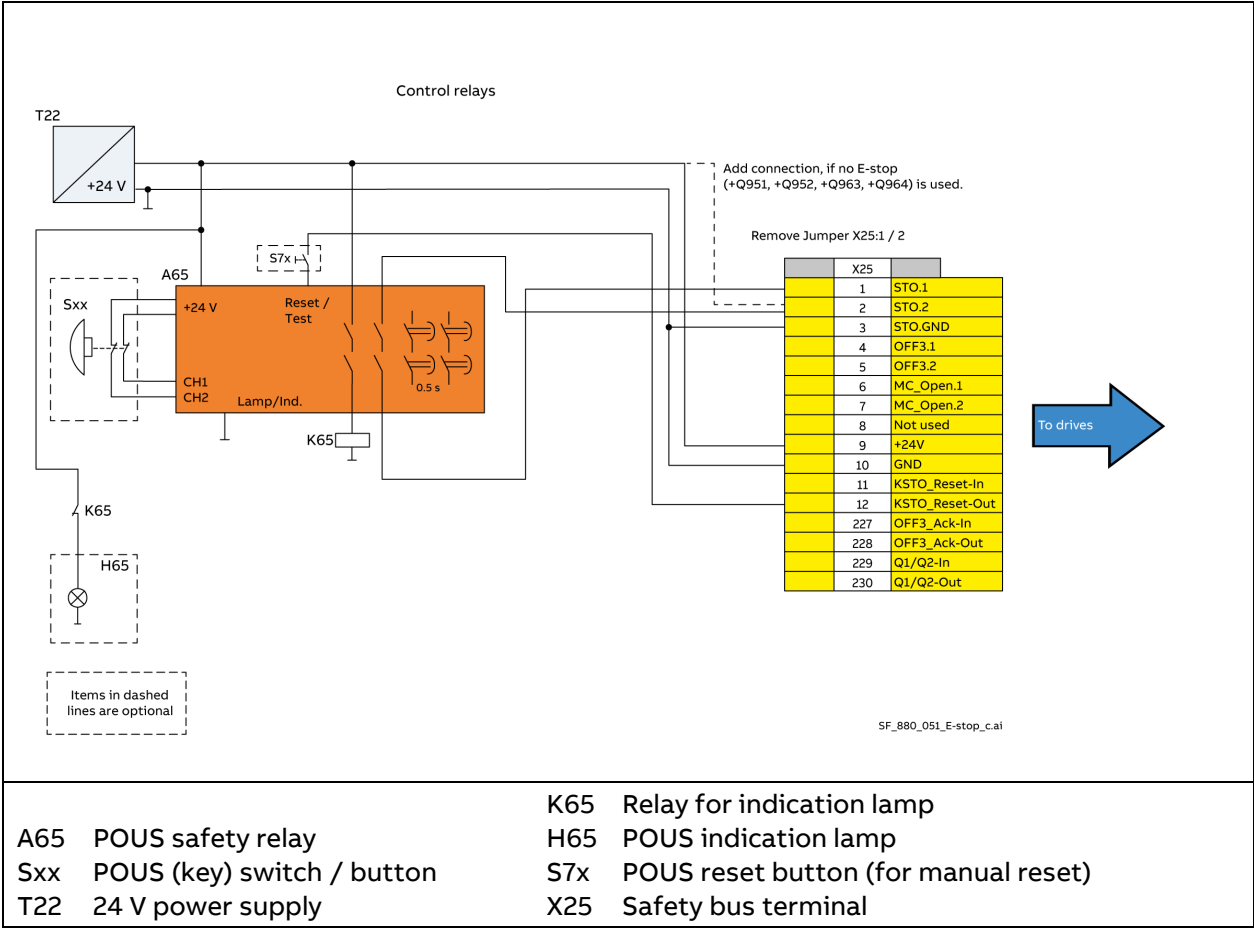 Control relays
T22
+24 V
Add connection, if no E-stop
(+Q951, +Q952, +Q963, +Q964) is used.
Remove Jumper X25:1 / 2
S7x
A65
Sxx
+24 V
Reset /
Test
CH1
CH2
Lamp/Ind.
0.5 s
K65
K65
H65
X25
1 STO.1
2 STO.2
3 STO.GND
4 OFF3.1
5 OFF3.2
6 MC_Open.1
7 MC_Open.2
8 Not used
9 +24V
10 GND
11 KSTO_Reset-In
12 KSTO_Reset-Out
227 OFF3_Ack-In
228 OFF3_Ack-Out
229 Q1/Q2-In
230 Q1/Q2-Out
To drives
Items in dashed
lines are optional
SF_880_051_E-stop_c.ai
K65 Relay for indication lamp
A65 POUS safety relay
H65 POUS indication lamp
Sxx POUS (key) switch / button
S7x POUS reset button (for manual reset)
T22 24 V power supply
X25 Safety bus terminal